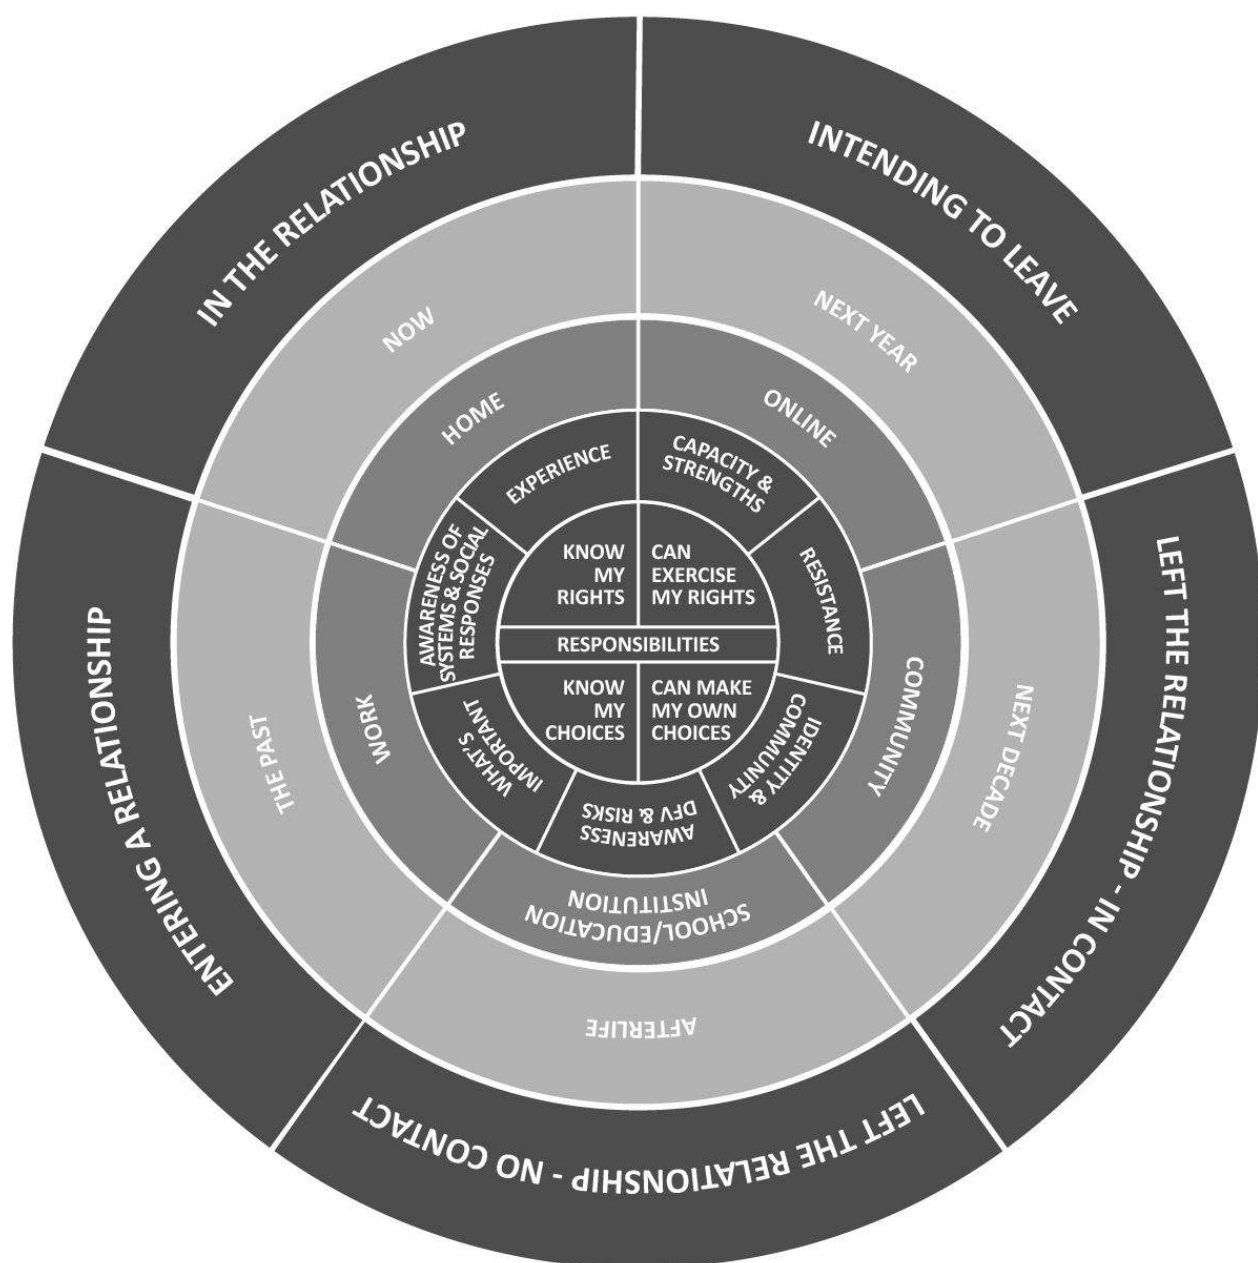 IN THE RELATIONSHIP
INTENDING TO LEAVE
LEFT THE RELATIONSHIP - IN CONTACT
LEFT THE RELATIONSHIP - NO CONTACT
ENTERING A RELATIONSHIP
NOW
NEXT YEAR
NEXT DECADE
AFTERLIFE
THE PAST
HOME
ONLINE
COMMUNITY
SCHOOL/EDUCATION
INSTITUTION
WORK
EXPERIENCE
CAPACITY &
STRENGTHS
RESISTANCE
IDENTITY &
COMMUNITY
AWARENESS
DFV & RISKS
WHAT'S
IMPORTANT
AWARENESS OF
SYSTEMS & SOCIAL
RESPONSES
KNOW
MY
RIGHTS
CAN
EXERCISE
MY RIGHTS
RESPONSIBILITIES
KNOW
MY
CHOICES
CAN MAKE
MY OWN
CHOICES